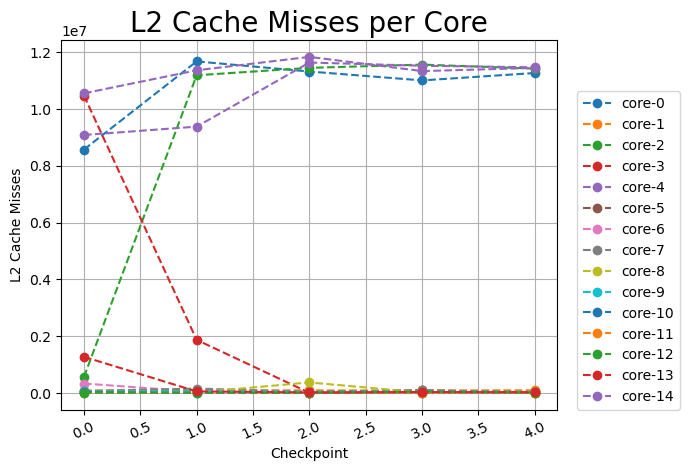 L2 Cache Misses per Core
1e7
1.2
1.0
0.8
0.6
0.4
0.2
0.0
L2 Cache Misses
0.0 0.5 1.0 1.5 2.0 2.5 3.0 3.5 4.0
Checkpoint
core-0
core-1
core-2
core-3
core-4
core-5
core-6
core-7
core-8
core-9
core-10
core-11
core-12
core-13
core-14